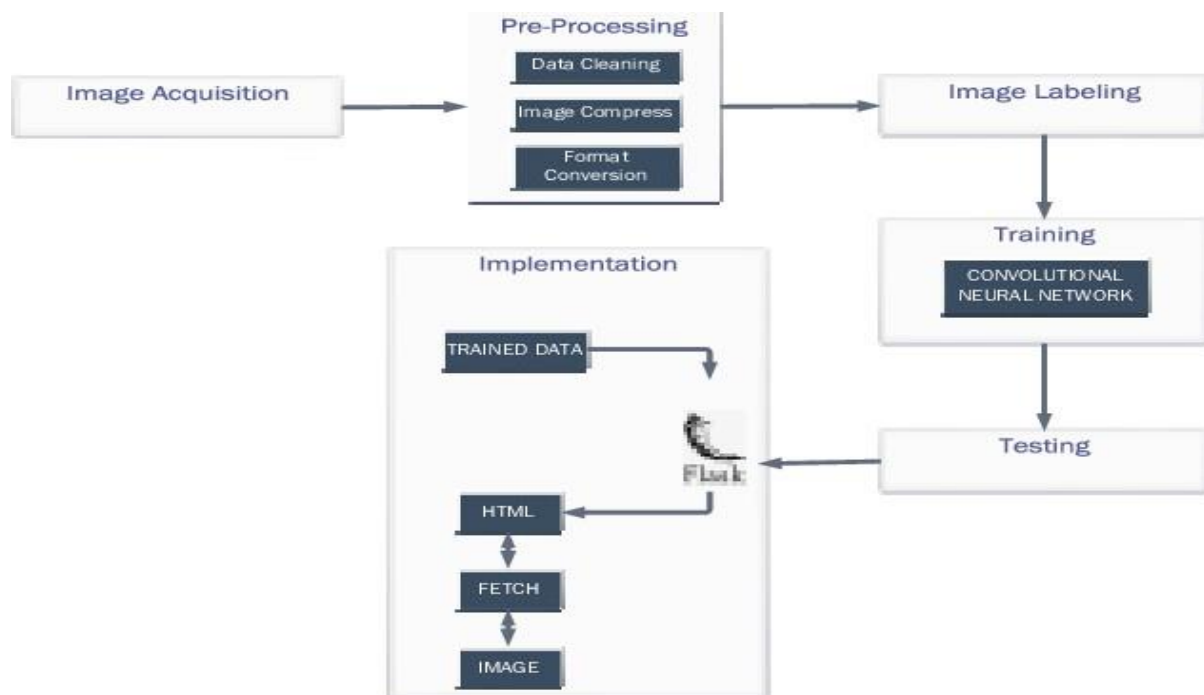 Image Acquisition
Pre-Processing
Data Cleaning
Image Compress
Format
Conversion
Image Labeling
Training
CONVOLUTIONAL
NEURAL NETWORK
Testing
Implementation
TRAINED DATA
Flask
HTML
FETCH
IMAGE